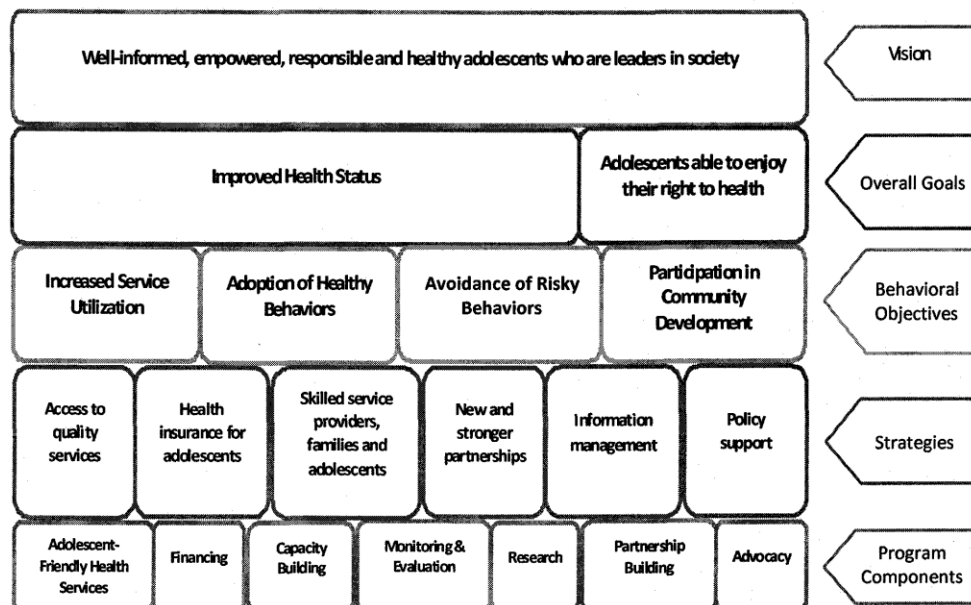 Well-informed, empowered, responsible and healthy adolescents who are leaders in society
Vision
Improved Health Status
Adolescents able to enjoy
their right to health
Overall Goals
Increased Service
Utilization
Adoption of Healthy
Behaviors
Avoidance of Risky
Behaviors
Participation in
Community
Development
Behavioral
Objectives
Access to
quality
services
Health
insurance for
adolescents
Skilled service
providers,
families and
adolescents
New and
stronger
partnerships
Information
management
Policy
support
Strategies
Adolescent-
Friendly Health
Services
Financing
Capacity
Building
Monitoring &
Evaluation
Research
Partnership
Building
Advocacy
Program
Components